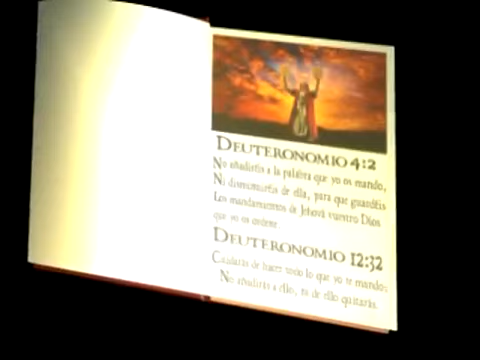 DEUTERONOMIO 4:2
No añadiréis a la palabra que yo os mando,
Ni disminuiréis de ella, para que guardéis
Los mandamientos de Jehová vuestro Dios
que yo os ordene.
DEUTERONOMIO 12:32
Cuidarás de hacer todo lo que yo te mando;
No añadirás a ello, ni de ello quitarás.